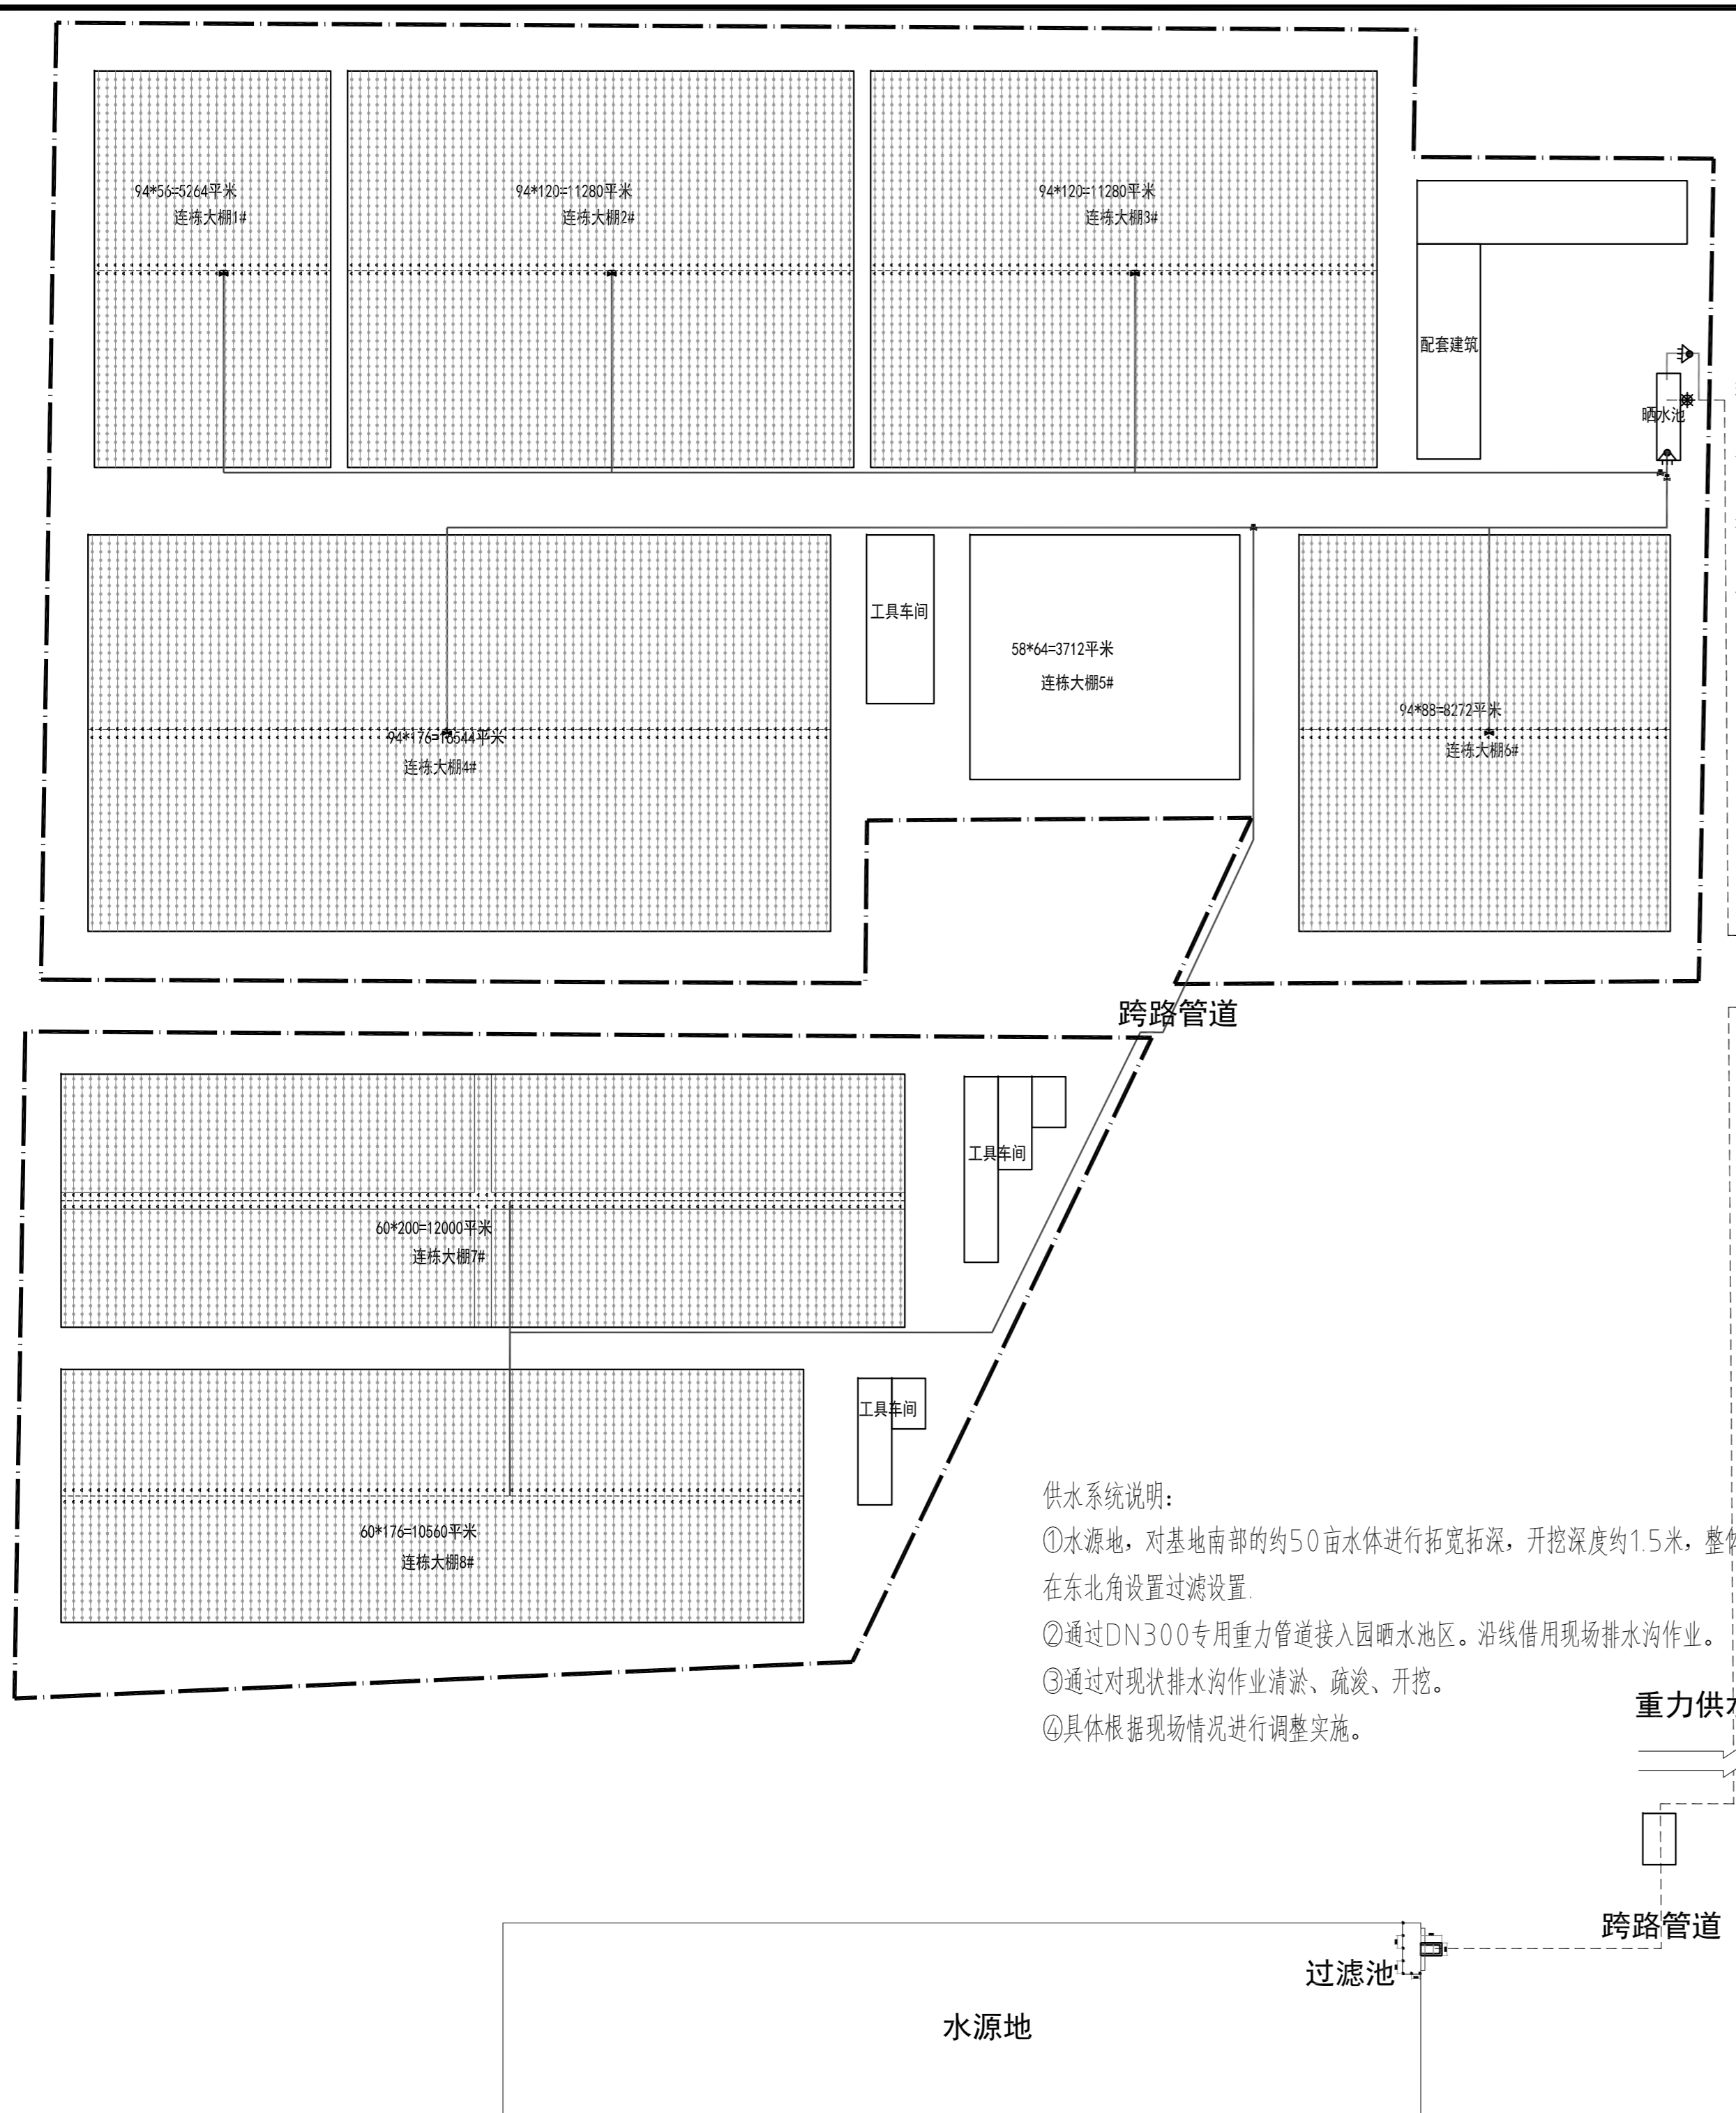 94*56=5264平米
连栋大棚1#
94*120=11280平米
连栋大棚2#
94*120=11280平米
连栋大棚3#
配套建筑
晒水池
工具车间
58*64=3712平米
连栋大棚5#
94*88=8272平米
连栋大棚6#
94*176=16544平米
连栋大棚4#
跨路管道
工具车间
60*200=12000平米
连栋大棚7#
工具车间
60*176=10560平米
连栋大棚8#
供水系统说明:
①水源地，对基地南部的约50亩水体进行拓宽拓深，开挖深度约1.5米，整体
在东北角设置过滤设置.
②通过DN300专用重力管道接入园晒水池区。沿线借用现场排水沟作业。
③通过对现状排水沟作业清淤、疏浚、开挖。
④具体根据现场情况进行调整实施。
重力供水
跨路管道
过滤池
水源地